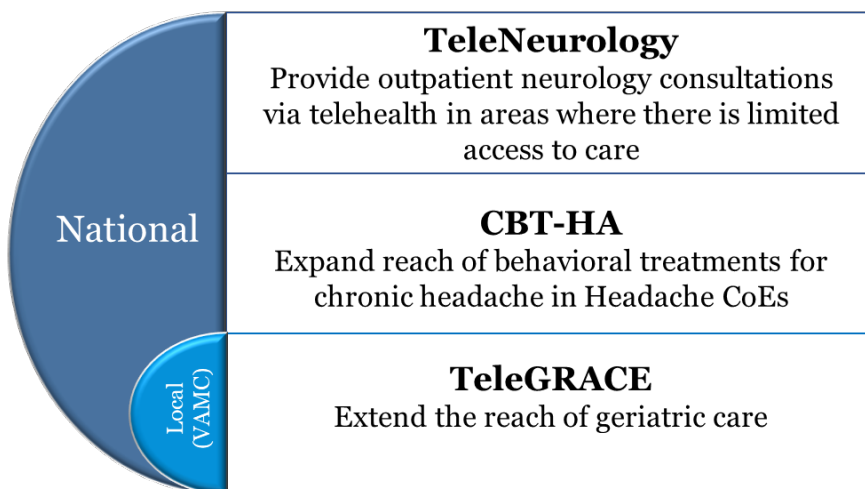 National
TeleNeurology
Provide outpatient neurology consultations
via telehealth in areas where there is limited
access to care
CBT-HA
Expand reach of behavioral treatments for
chronic headache in Headache CoEs
Local
(VAMC)
TeleGRACE
Extend the reach of geriatric care